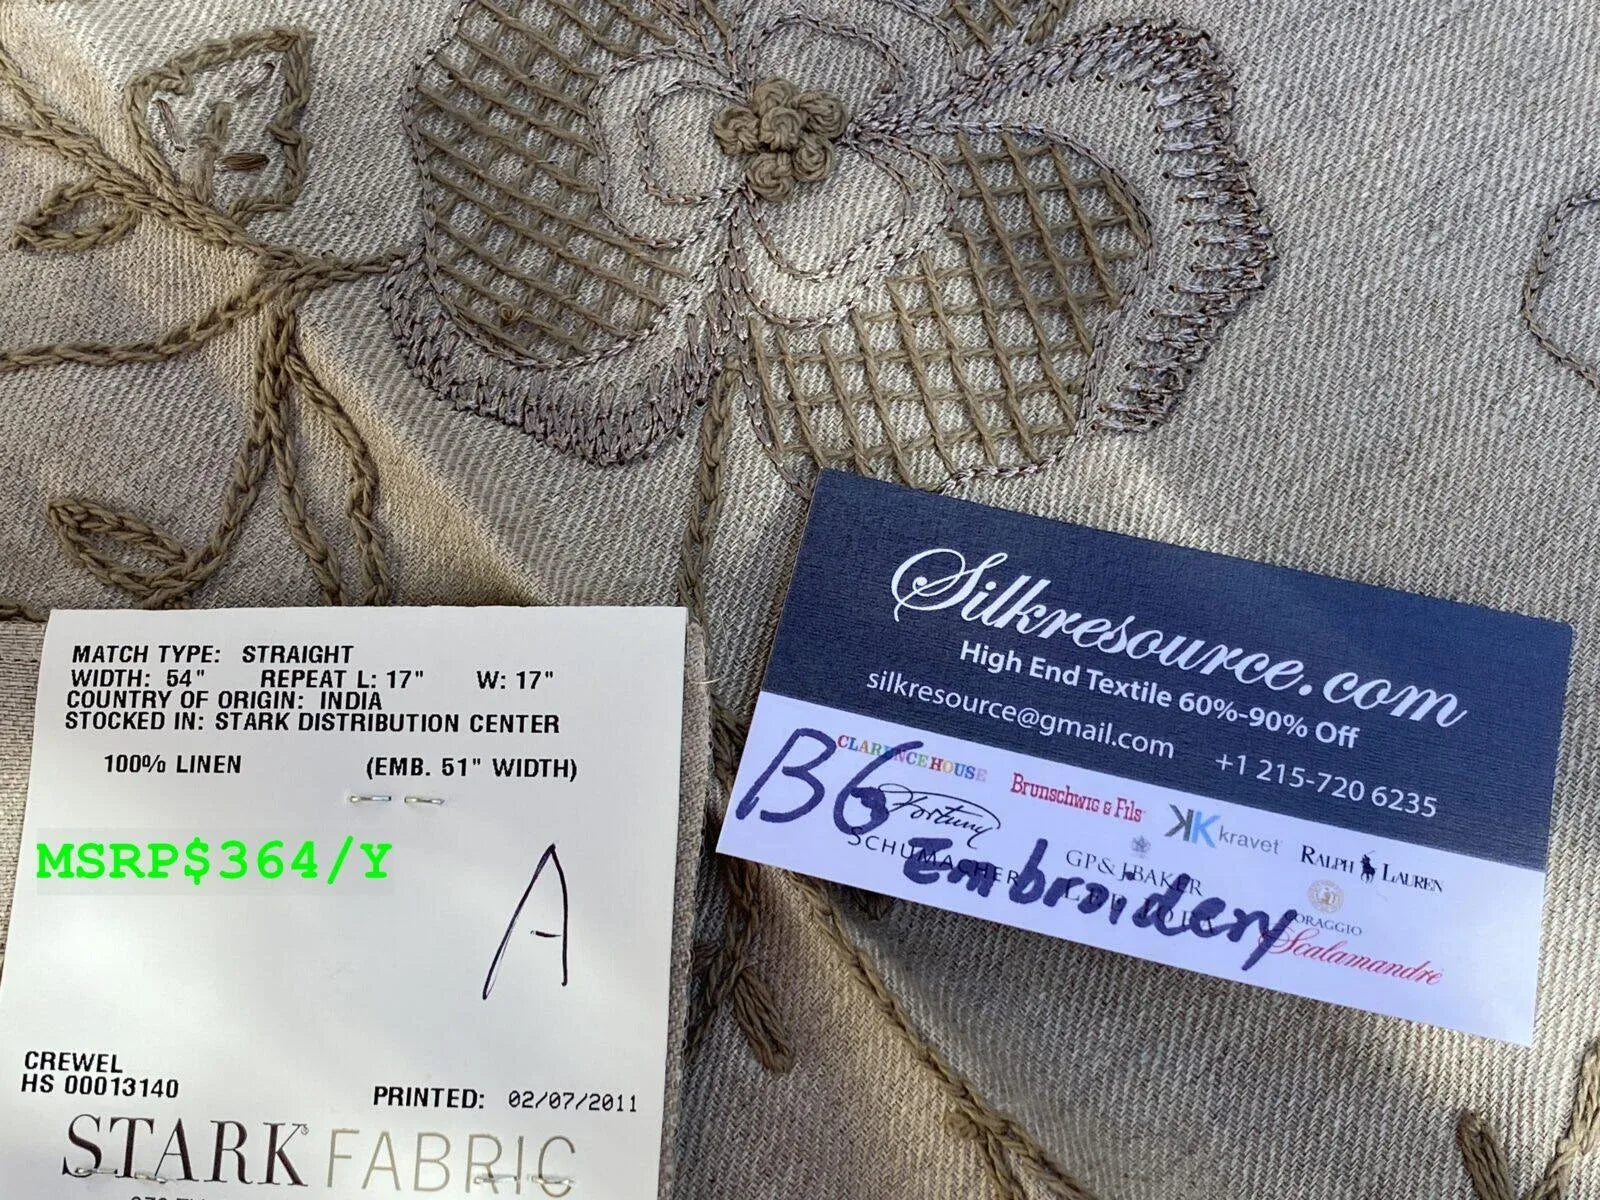 MATCH TYPE: STRAIGHT
WIDTH: 54" REPEAT L: 17" W: 17"
COUNTRY OF ORIGIN: INDIA
STOCKED IN: STARK DISTRIBUTION CENTER
100% LINEN (EMB. 51" WIDTH)
MSRP$364/Y
A
CREWEL
HS 00013140
PRINTED: 02/07/2011
STARK® FABRIC
Silkresource.com
High End Textile 60%-90% Off
silkresource@gmail.com +1 215-720 6235
CLARENCE HOUSE
Brunschwig & Fils
kravet
RALPH LAUREN
Fortuny
SCHUMACHER
GP & J BAKER
CORAGGIO
Scalamandré
B6
Embroidery